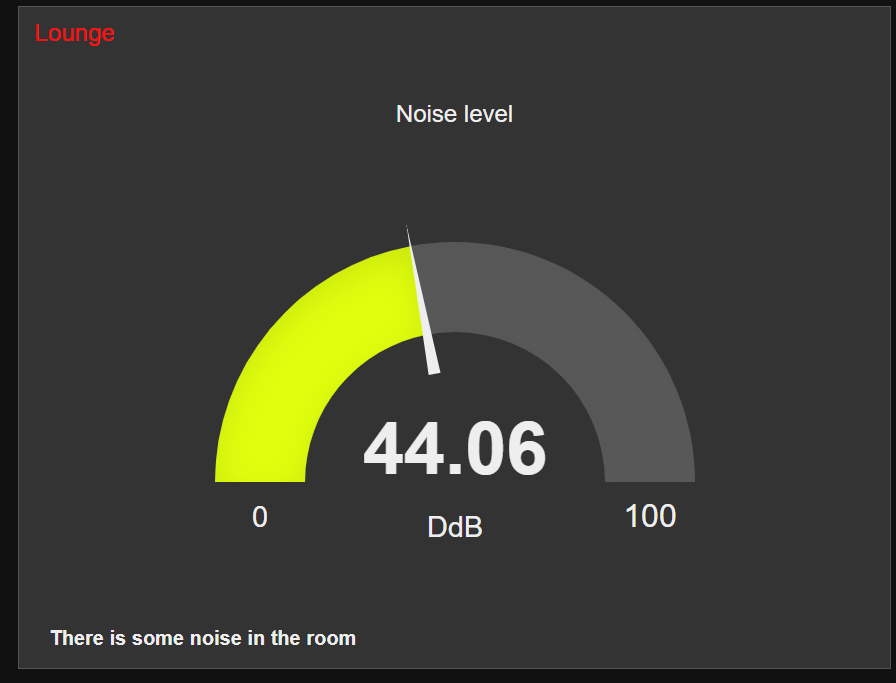 Lounge
Noise level
44.06
0
DdB
100
There is some noise in the room